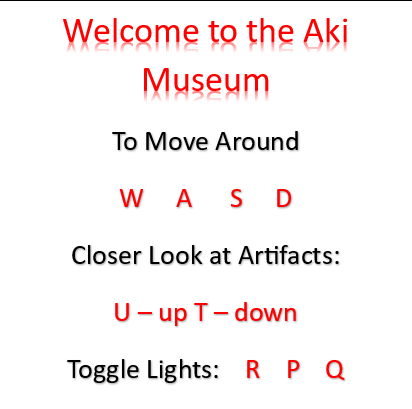 Welcome to the Aki
Museum
To Move Around
W A S D
Closer Look at Artifacts:
U – up T – down
Toggle Lights: R P Q